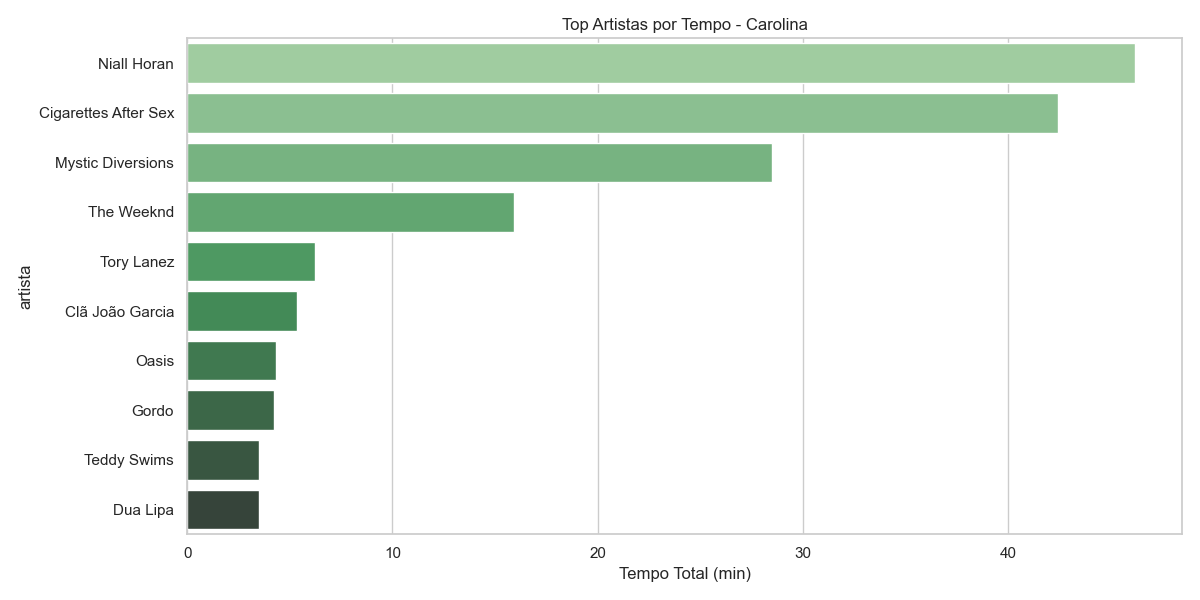 Top Artistas por Tempo - Carolina
artista
Niall Horan
Cigarettes After Sex
Mystic Diversions
The Weeknd
Tory Lanez
Clã João Garcia
Oasis
Gordo
Teddy Swims
Dua Lipa
0 10 20 30 40
Tempo Total (min)